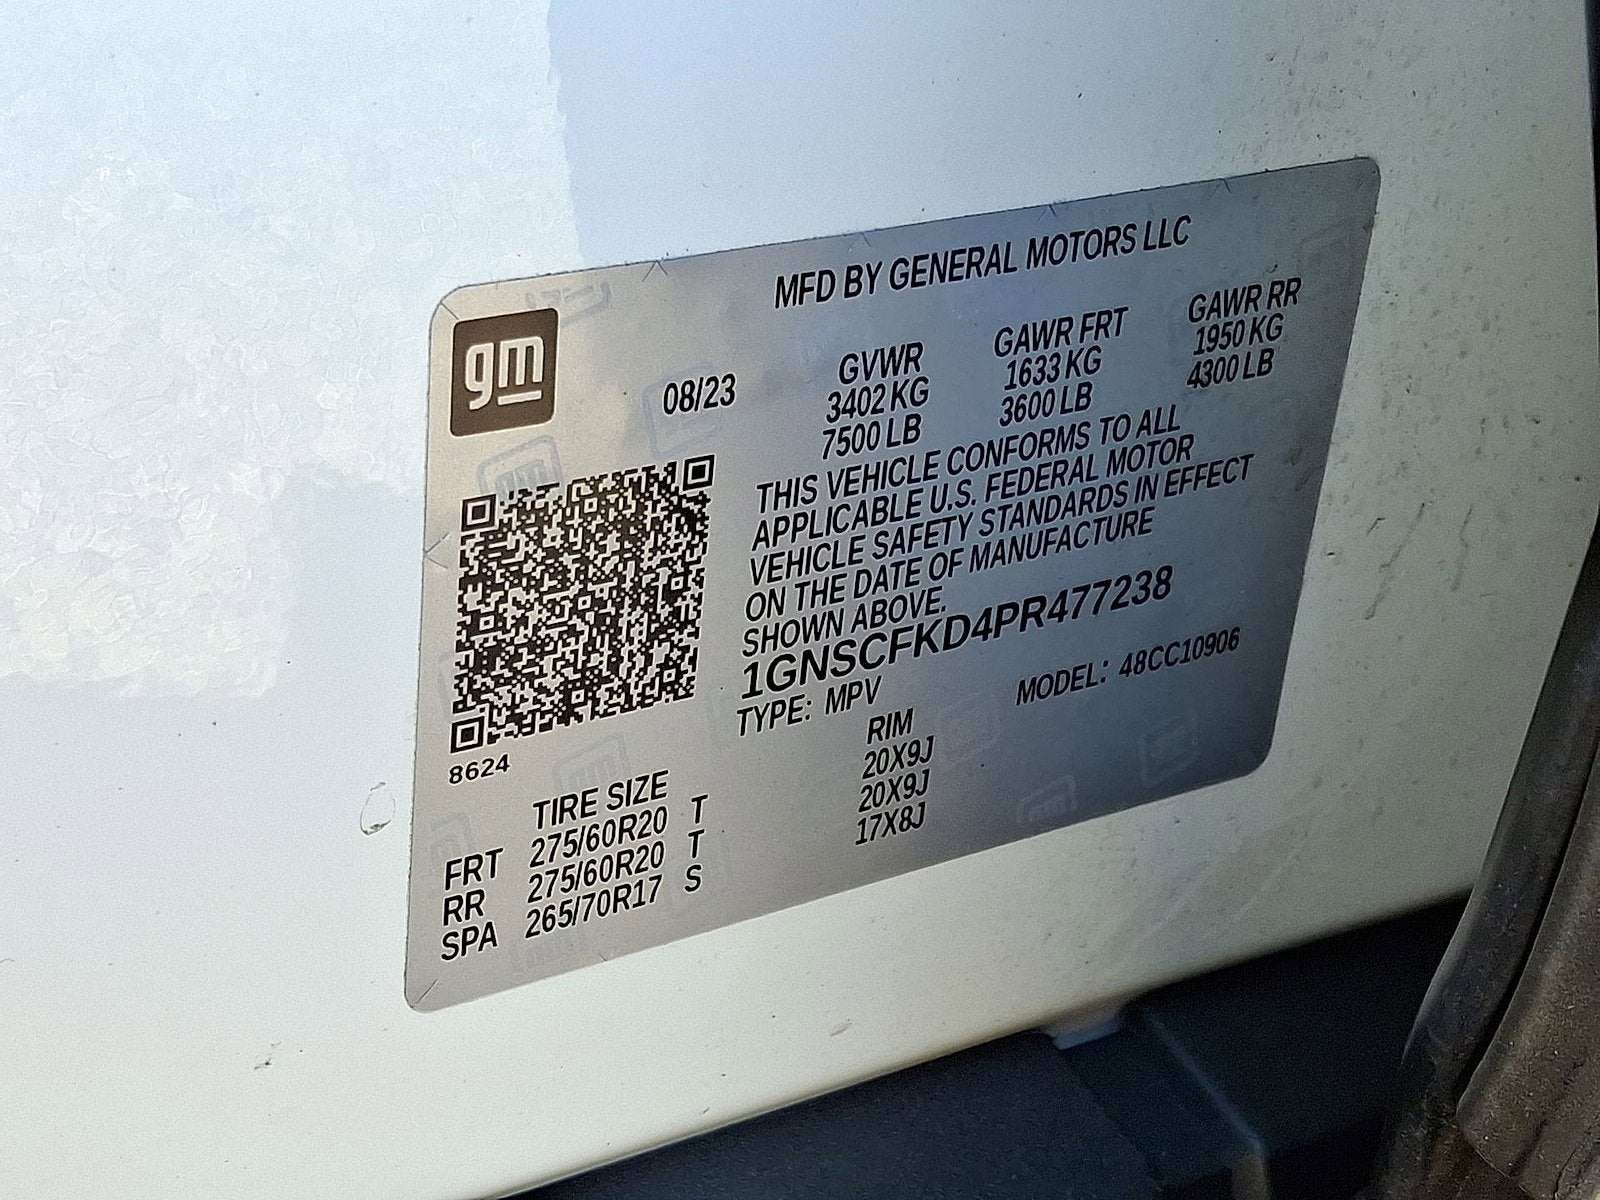 gm
MFD BY GENERAL MOTORS LLC
08/23 GVWR GAWR FRT GAWR RR
3402 KG 1633 KG 1950 KG
7500 LB 3600 LB 4300 LB
THIS VEHICLE CONFORMS TO ALL
APPLICABLE U.S. FEDERAL MOTOR
VEHICLE SAFETY STANDARDS IN EFFECT
ON THE DATE OF MANUFACTURE
SHOWN ABOVE.
1GNSCFKD4PR477238
TYPE: MPV MODEL: 48CC10906
8624
TIRE SIZE RIM
FRT 275/60R20 T 20X9J
RR 275/60R20 T 20X9J
SPA 265/70R17 S 17X8J